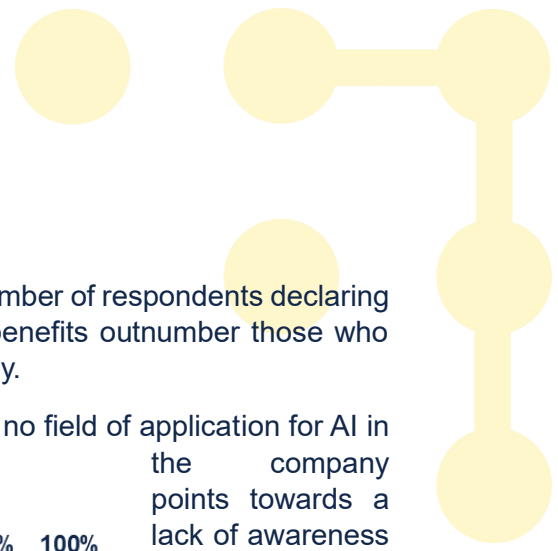 mber of respondents declaring
benefits outnumber those who
y.
no field of application for AI in
the company
points towards a
% 100% lack of awareness